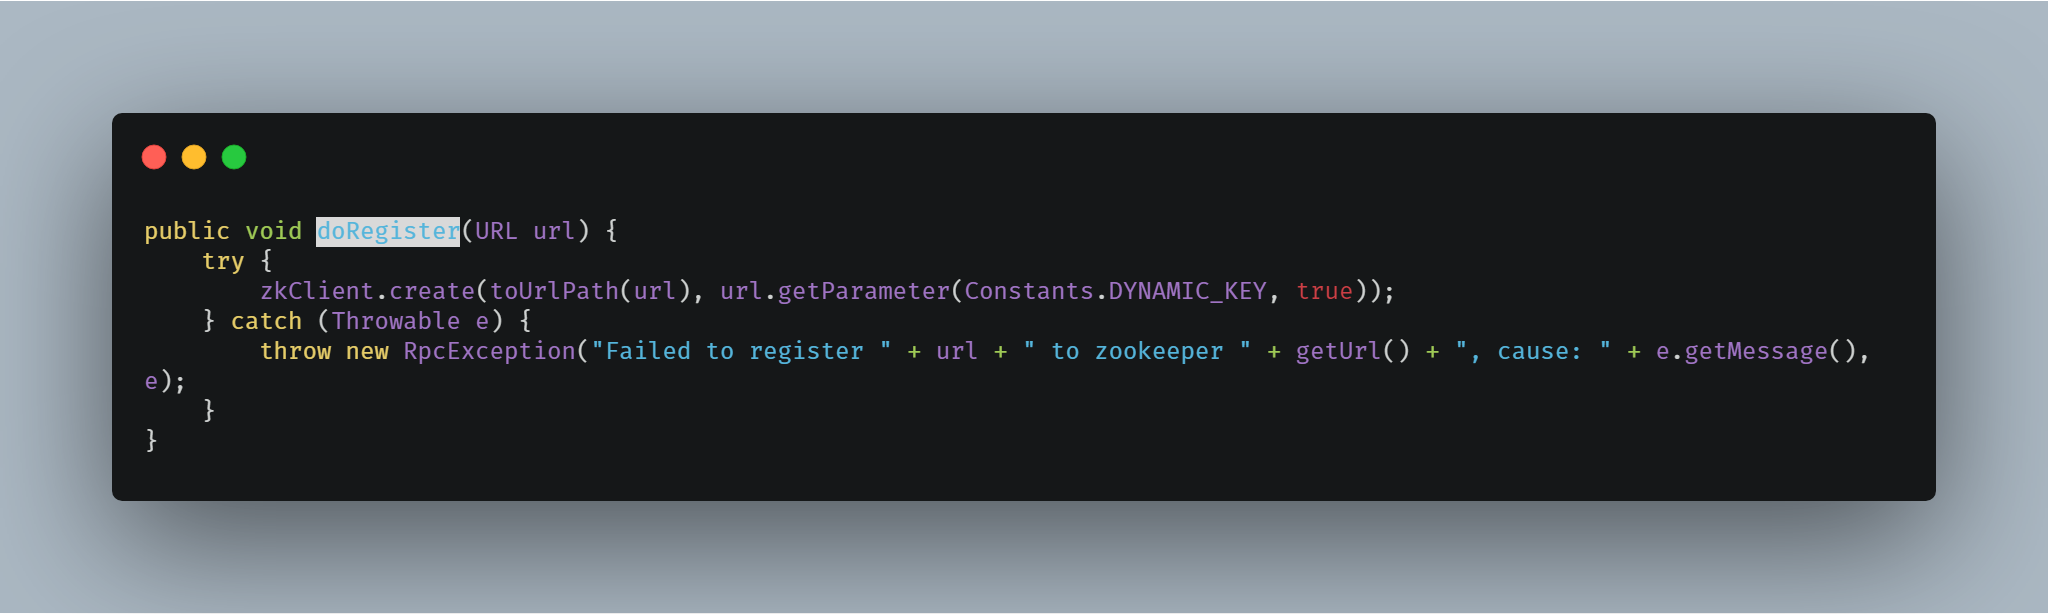 public void doRegister(URL url) {
    try {
        zkClient.create(toUrlPath(url), url.getParameter(Constants.DYNAMIC_KEY, true));
    } catch (Throwable e) {
        throw new RpcException("Failed to register " + url + " to zookeeper " + getUrl() + ", cause: " + e.getMessage(),
e);
    }
}